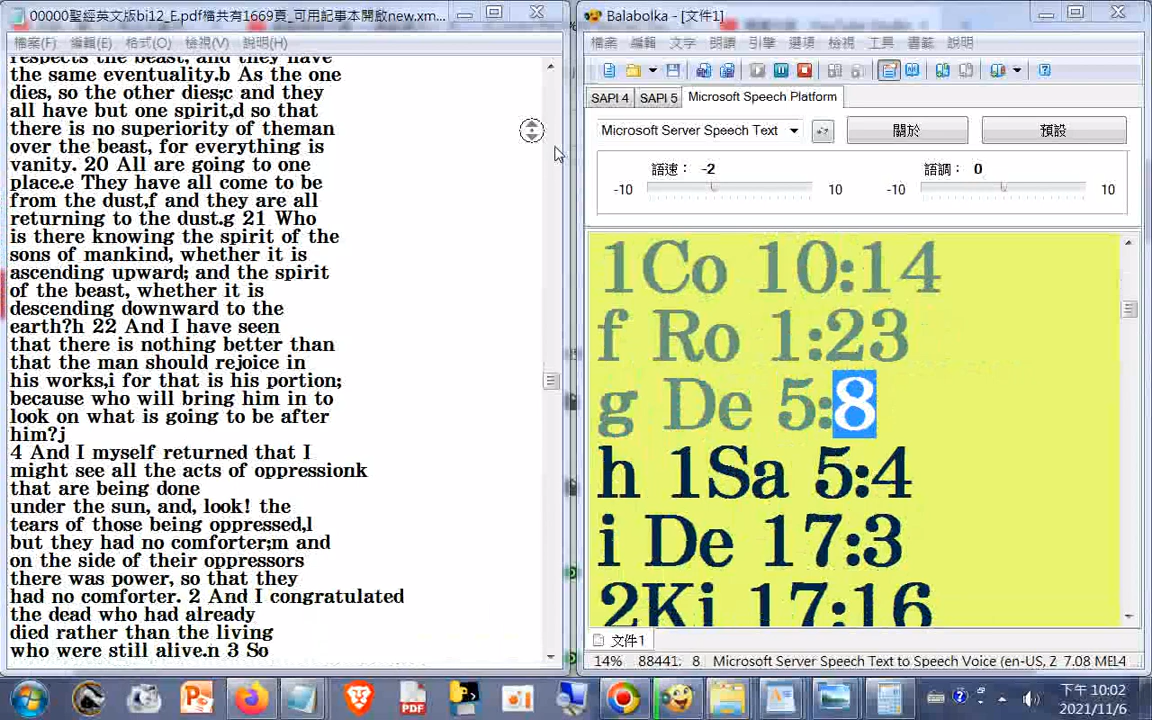 00000聖經英文版bi12_E.pdf檔共有1669頁_可用記事本開啟new.xm...
檔案(F) 編輯(E) 格式(O) 檢視(V) 說明(H)
respects the beast, and they have
the same eventuality.b As the one
dies, so the other dies;c and they
all have but one spirit,d so that
there is no superiority of theman
over the beast, for everything is
vanity. 20 All are going to one
place.e They have all come to be
from the dust,f and they are all
returning to the dust.g 21 Who
is there knowing the spirit of the
sons of mankind, whether it is
ascending upward; and the spirit
of the beast, whether it is
descending downward to the
earth?h 22 And I have seen
that there is nothing better than
that the man should rejoice in
his works,i for that is his portion;
because who will bring him in to
look on what is going to be after
him?j
4 And I myself returned that I
might see all the acts of oppressionk
that are being done
under the sun, and, look! the
tears of those being oppressed,l
but they had no comforter;m and
on the side of their oppressors
there was power, so that they
had no comforter. 2 And I congratulated
the dead who had already
died rather than the living
who were still alive.n 3 So
Balabolka - [文件1]
檔案 編輯 文字 朗讀 引擎 選項 檢視 工具 書籤 說明
SAPI 4 SAPI 5 Microsoft Speech Platform
Microsoft Server Speech Text 關於 預設
語速： -2 語調： 0
-10 10 -10 10
1Co 10:14
f Ro 1:23
g De 5:8
h 1Sa 5:4
i De 17:3
2Ki 17:16
文件1
14% 88441: 8 Microsoft Server Speech Text to Speech Voice (en-US, 2 7.08 ME14
PDF
下午 10:02
2021/11/6